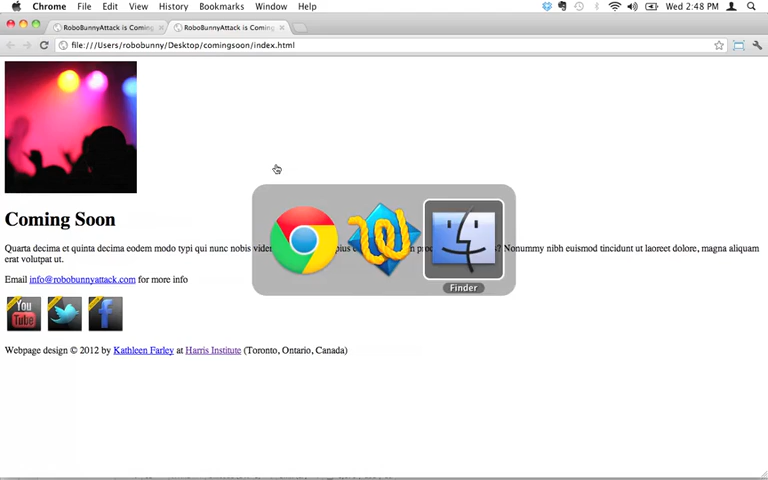 Chrome File Edit View History Bookmarks Window Help Wed 2:48 PM
RoboBunnyAttack is Coming RoboBunnyAttack is Coming
file:///Users/robobunny/Desktop/comingsoon/index.html
Coming Soon
Quarta decima et quinta decima eodem modo typi qui nunc nobis Nonummy nibh euismod tincidunt ut laoreet dolore, magna aliquam
erat volutpat ut.
Finder
Email info@robobunnyattack.com for more info
You Tube
Webpage design © 2012 by Kathleen Farley at Harris Institute (Toronto, Ontario, Canada)